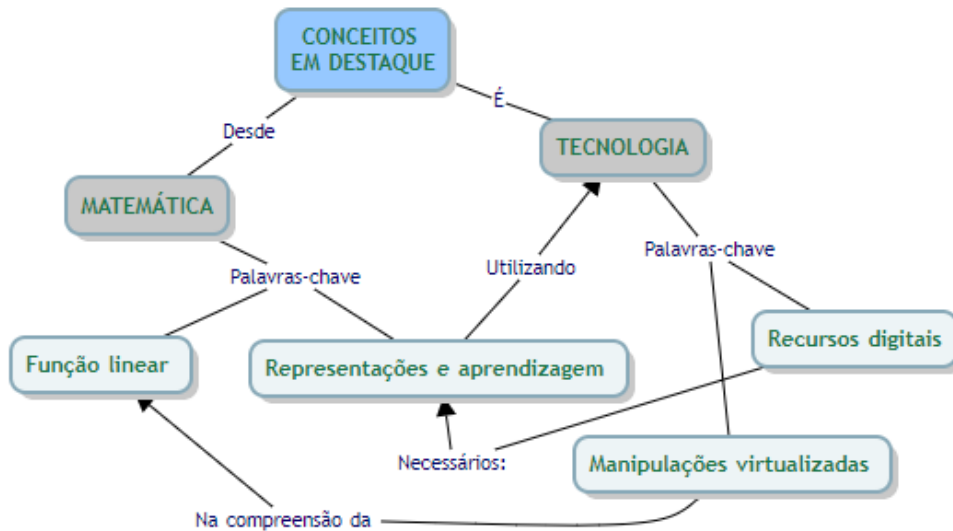 CONCEITOS
EM DESTAQUE
É
Desde
TECNOLOGIA
MATEMÁTICA
Palavras-chave
Utilizando
Palavras-chave
Função linear
Representações e aprendizagem
Recursos digitais
Necessários:
Manipulações virtualizadas
Na compreensão da